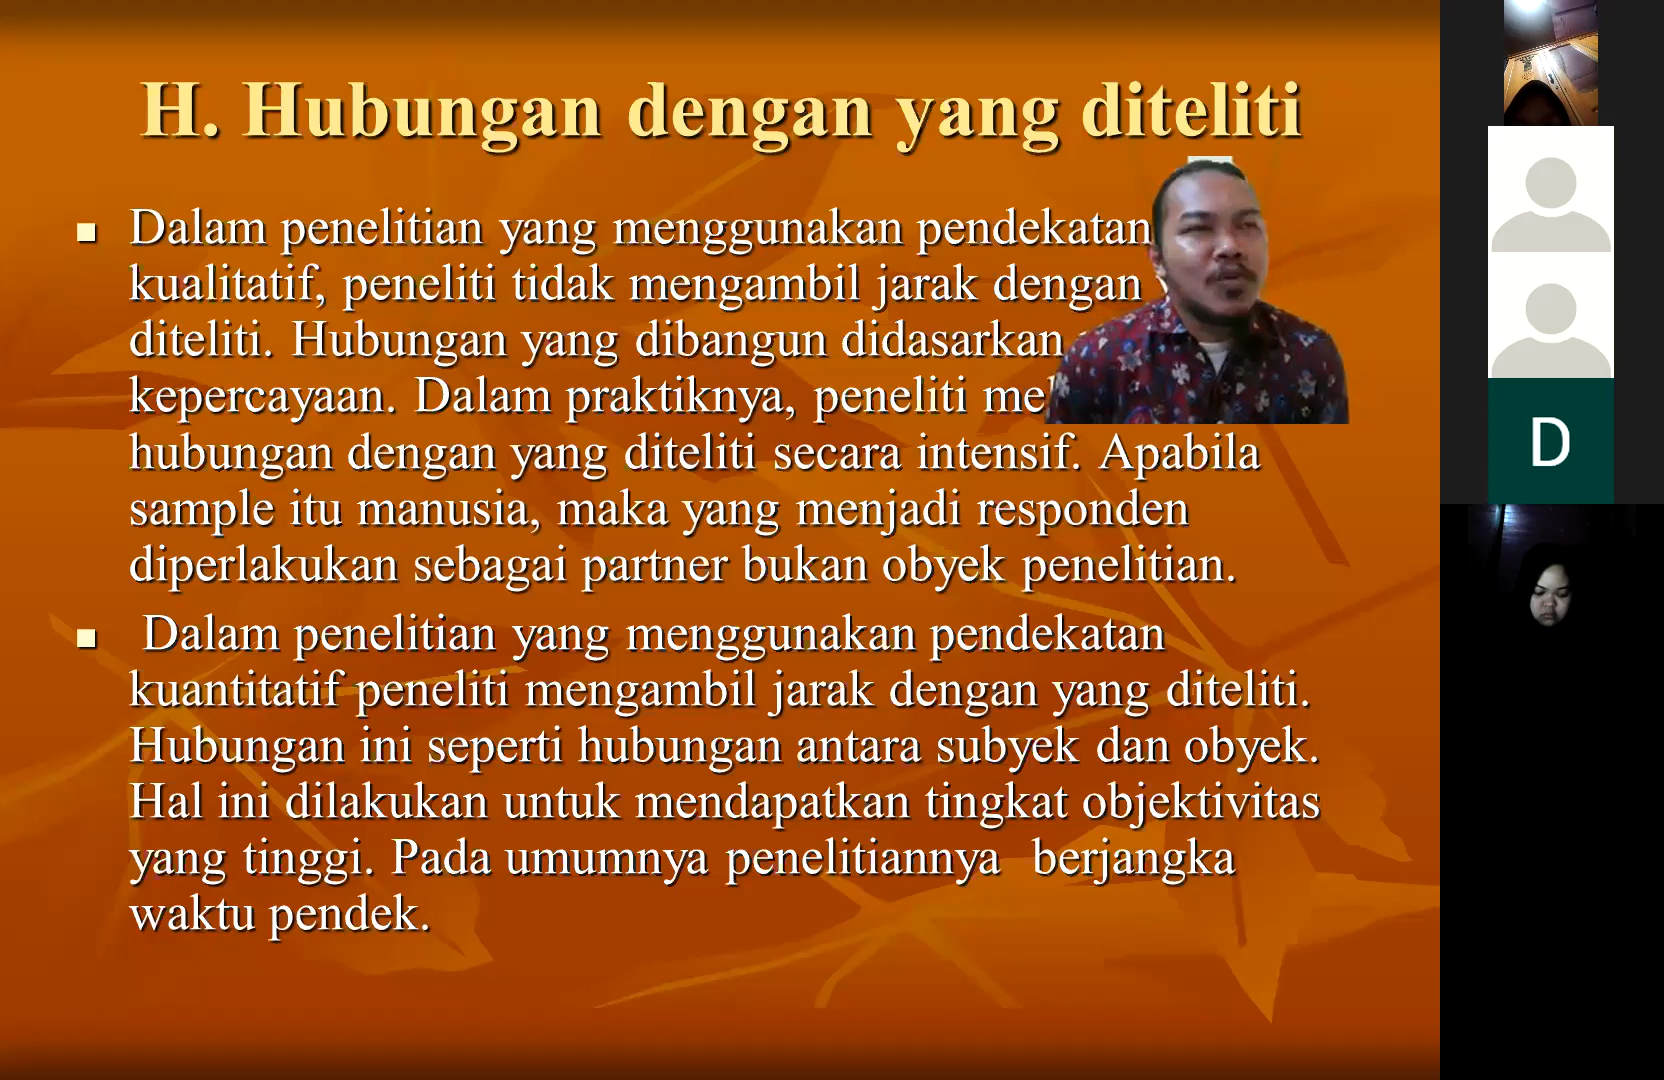 H. Hubungan dengan yang diteliti
Dalam penelitian yang menggunakan pendekatan
kualitatif, peneliti tidak mengambil jarak dengan
diteliti. Hubungan yang dibangun didasarkan
kepercayaan. Dalam praktiknya, peneliti
hubungan dengan yang diteliti secara intensif. Apabila
sample itu manusia, maka yang menjadi responden
diperlakukan sebagai partner bukan obyek penelitian.
Dalam penelitian yang menggunakan pendekatan
kuantitatif peneliti mengambil jarak dengan yang diteliti.
Hubungan ini seperti hubungan antara subyek dan obyek.
Hal ini dilakukan untuk mendapatkan tingkat objektivitas
yang tinggi. Pada umumnya penelitiannya  berjangka
waktu pendek.
D